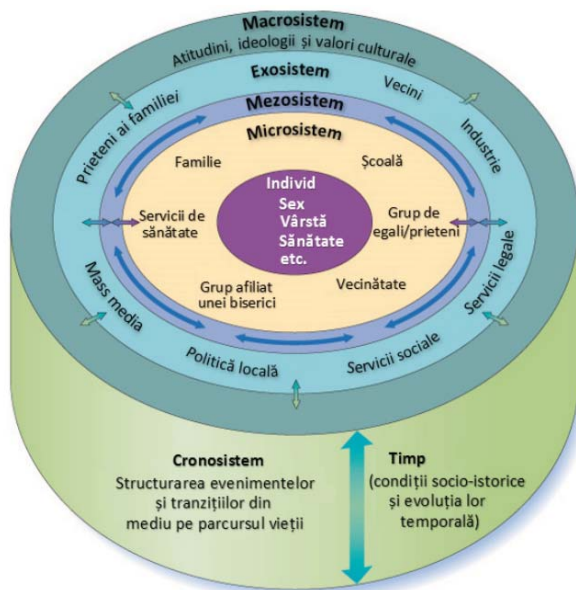 Macrosistem
Atitudini, ideologii și valori culturale
Exosistem
Prieteni ai familiei
Vecini
Industrie
Mezosistem
Microsistem
Familie
Școală
Individ
Sex
Vârstă
Sănătate
etc.
Servicii de
sănătate
Grup de
egali/prieteni
Grup afiliat
unei biserici
Vecinătate
Mass media
Servicii legale
Politică locală
Servicii sociale
Cronosistem
Structurarea evenimentelor
și tranzițiilor din
mediu pe parcursul vieții
Timp
(condiții socio-istorice
și evoluția lor
temporală)